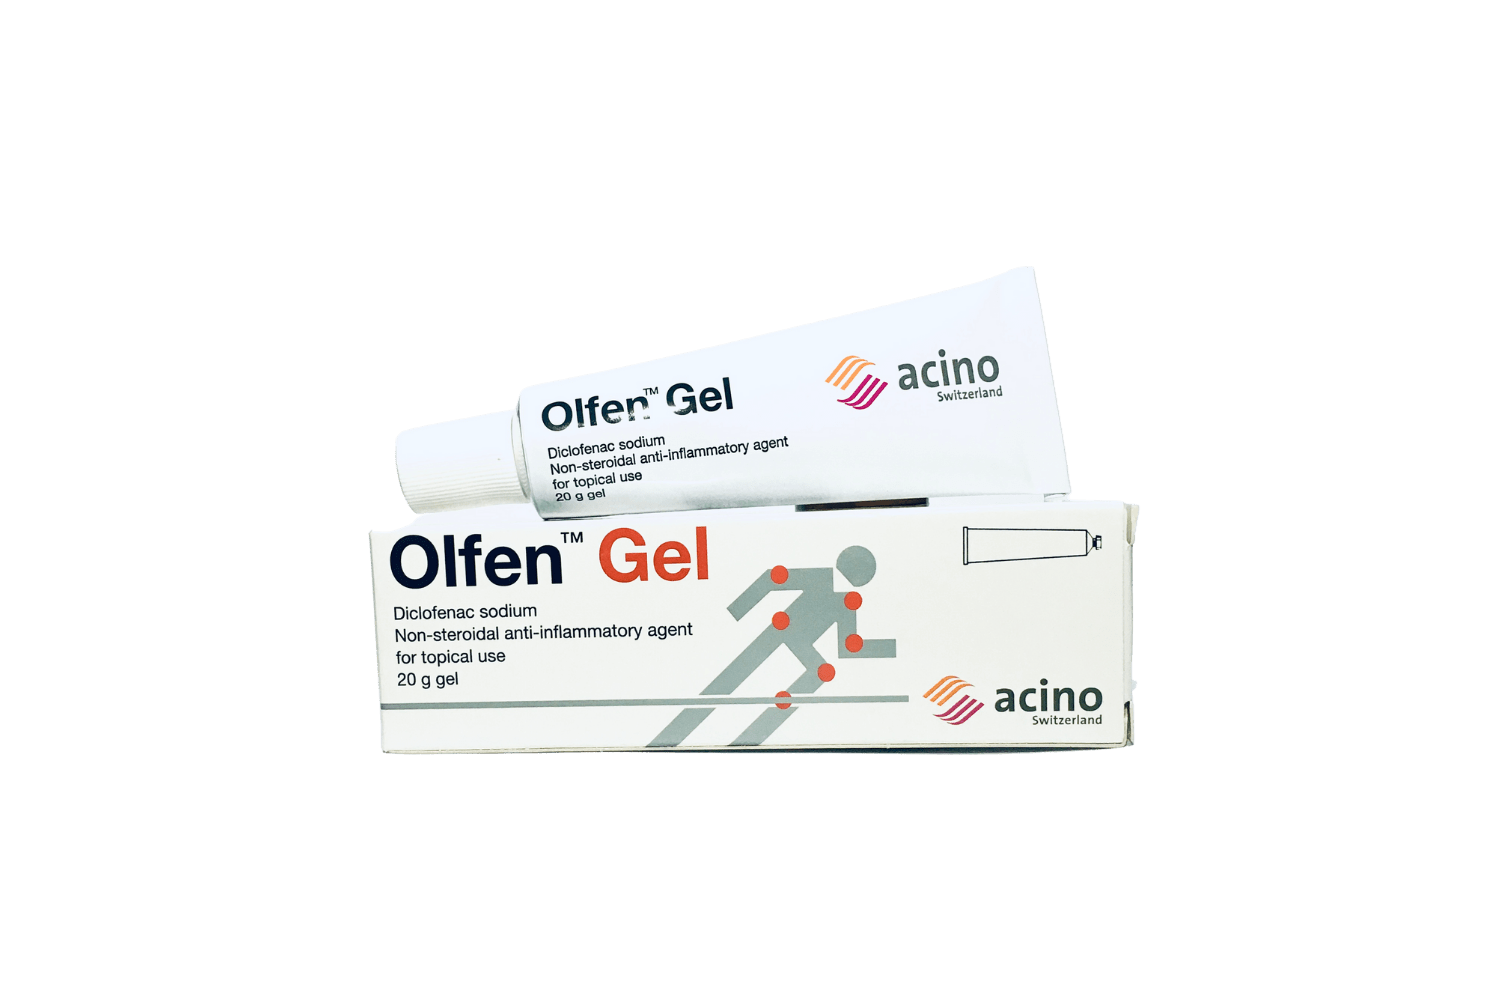 Olfen™ Gel
Diclofenac sodium
Non-steroidal anti-inflammatory agent
for topical use
20 g gel
acino
Switzerland
Olfen™ Gel
Diclofenac sodium
Non-steroidal anti-inflammatory agent
for topical use
20 g gel
acino
Switzerland